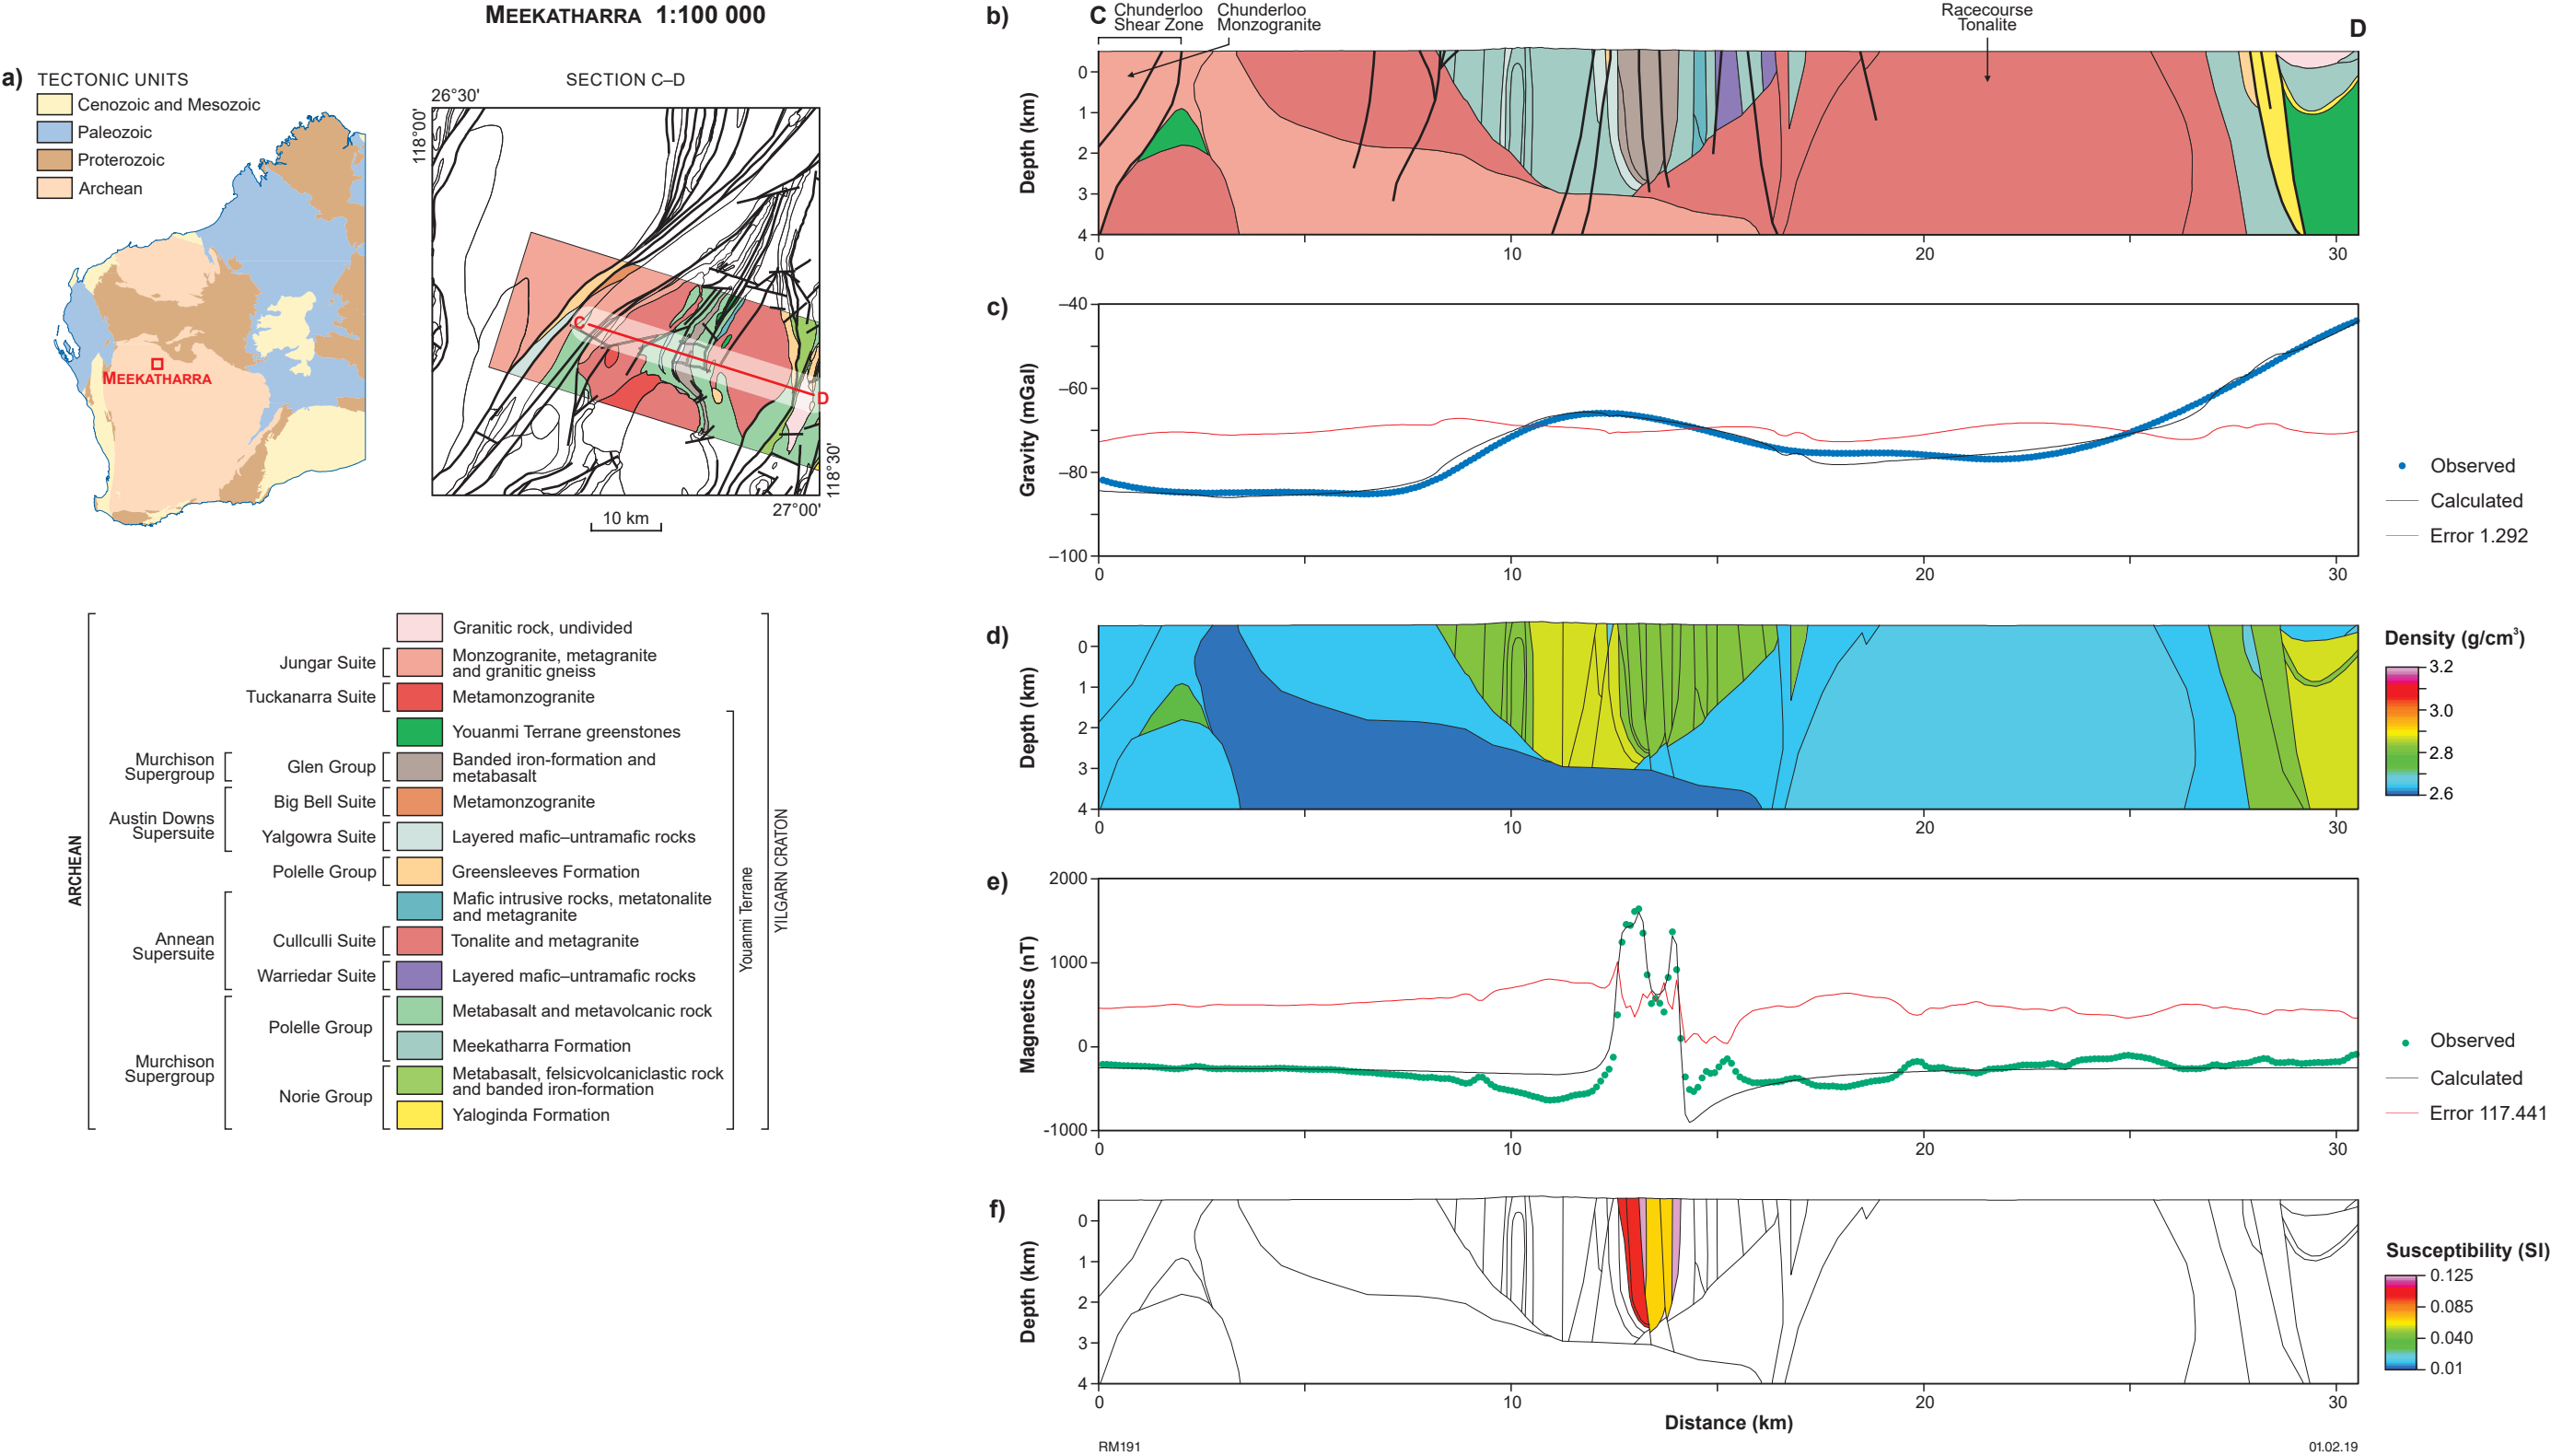 MEEKATHARRA 1:100 000
a) TECTONIC UNITS
Cenozoic and Mesozoic
Paleozoic
Proterozoic
Archean
MEEKATHARRA
SECTION C–D
26°30'
118°00'
C
D
118°30'
27°00'
10 km
ARCHEAN
Granitic rock, undivided
Jungar Suite
Monzogranite, metagranite
and granitic gneiss
Tuckanarra Suite
Metamonzogranite
Youanmi Terrane greenstones
Murchison
Supergroup
Glen Group
Banded iron-formation and
metabasalt
Austin Downs
Supersuite
Big Bell Suite
Metamonzogranite
Yalgowra Suite
Layered mafic–untramafic rocks
Polelle Group
Greensleeves Formation
Annean
Supersuite
Mafic intrusive rocks, metatonalite
and metagranite
Cullculli Suite
Tonalite and metagranite
Warriedar Suite
Layered mafic–untramafic rocks
Murchison
Supergroup
Polelle Group
Metabasalt and metavolcanic rock
Meekatharra Formation
Norie Group
Metabasalt, felsicvolcaniclastic rock
and banded iron-formation
Yaloginda Formation
Youanmi Terrane
YILGARN CRATON
b)
C
Chunderloo
Shear Zone
Chunderloo
Monzogranite
Racecourse
Tonalite
D
Depth (km)
0
1
2
3
4
0 10 20 30
c)
Gravity (mGal)
–40
–60
–80
–100
0 10 20 30
Observed
Calculated
Error 1.292
d)
Depth (km)
0
1
2
3
4
0 10 20 30
Density (g/cm³)
3.2
3.0
2.8
2.6
e)
Magnetics (nT)
2000
1000
0
-1000
0 10 20 30
Observed
Calculated
Error 117.441
f)
Depth (km)
0
1
2
3
4
0 10 20 30
Distance (km)
Susceptibility (SI)
0.125
0.085
0.040
0.01
RM191
01.02.19